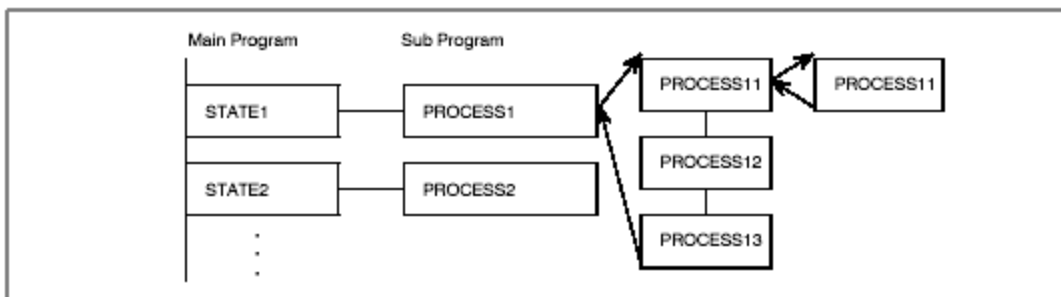 Main Program
Sub Program
STATE1
PROCESS1
PROCESS11
PROCESS11
PROCESS12
STATE2
PROCESS2
PROCESS13